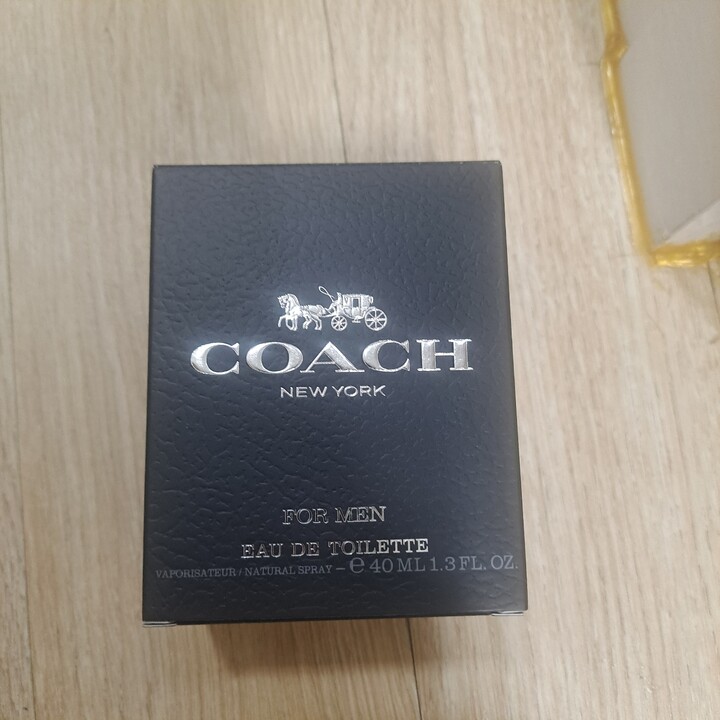 COACH
NEW YORK
FOR MEN
EAU DE TOILETTE
VAPORISATEUR / NATURAL SPRAY – ℮ 40 ML 1.3 FL. OZ.